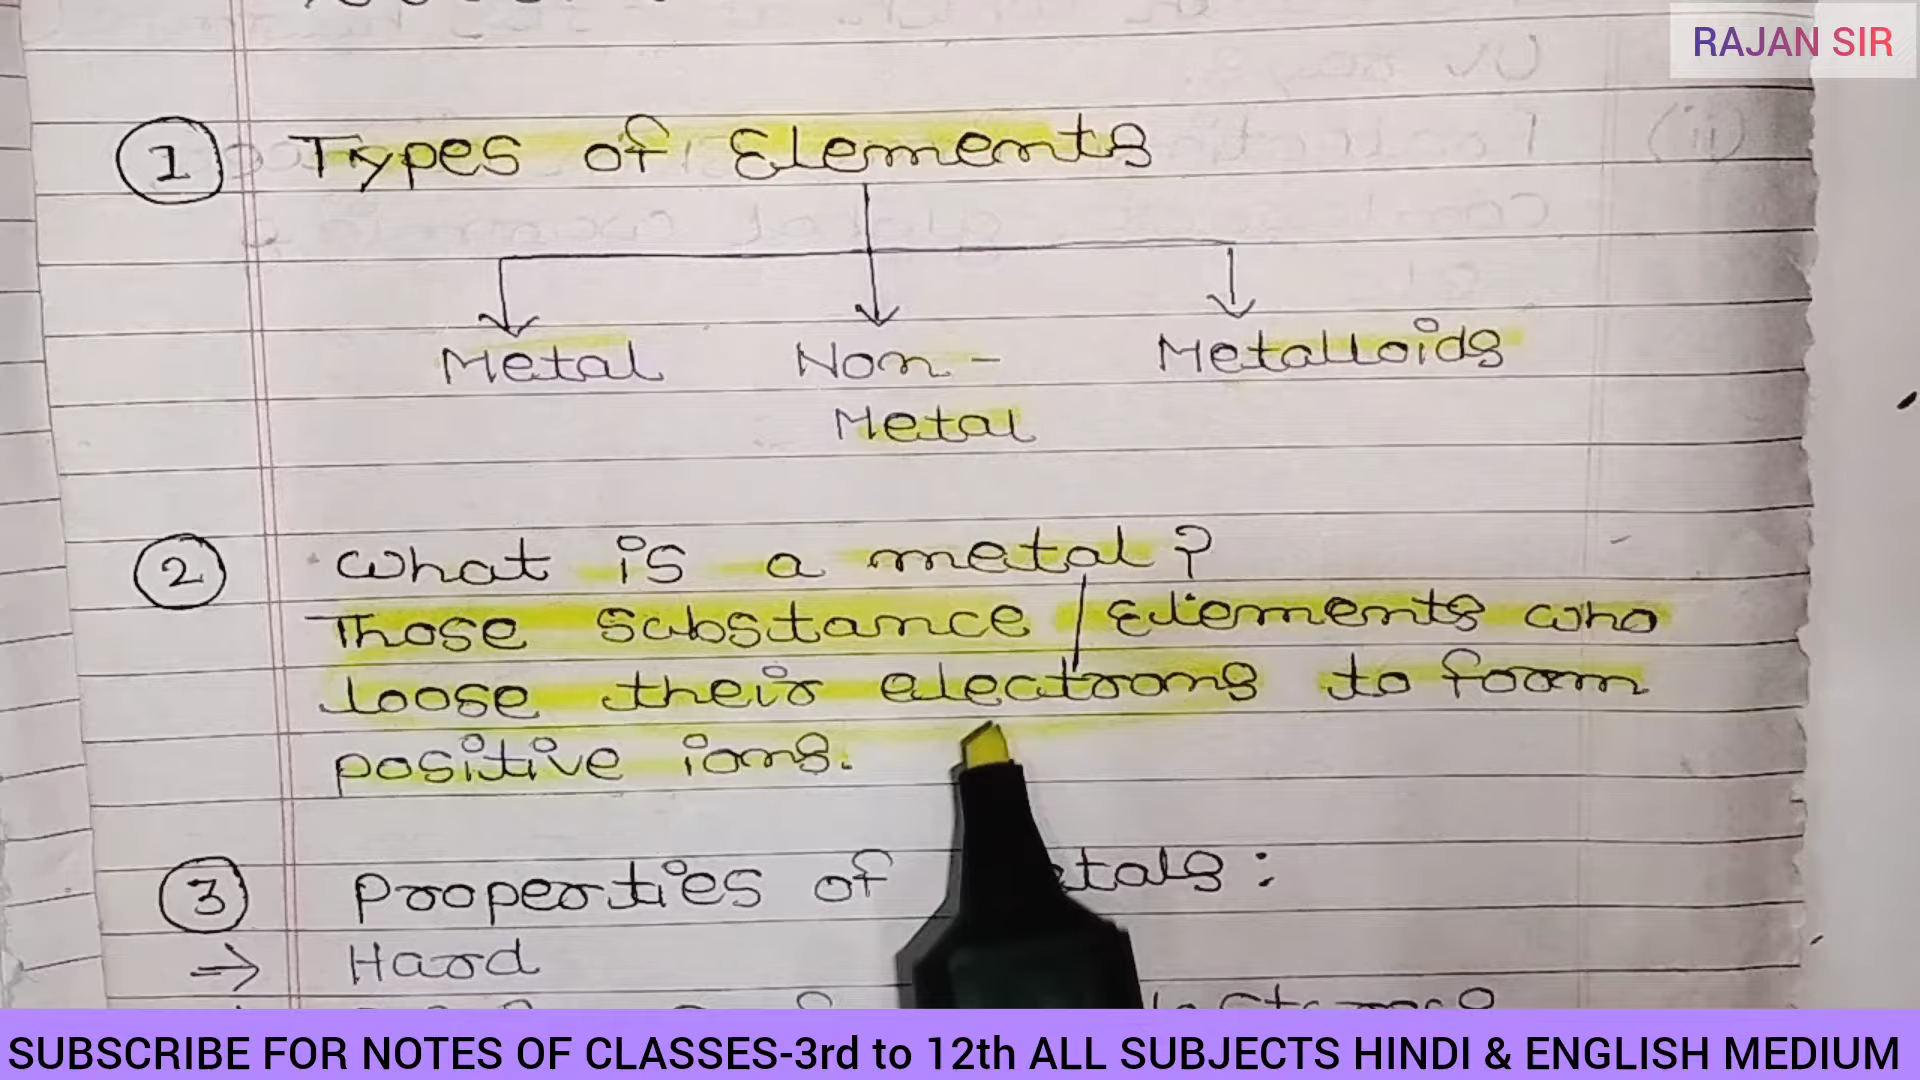 RAJAN SIR
1 Types of Elements
Metal Non- Metalloids
Metal
2 What is a metal?
Those substance / Elements who
loose their electrons to form
positive ions.
3 Properties of
Hard
SUBSCRIBE FOR NOTES OF CLASSES-3rd to 12th ALL SUBJECTS HINDI & ENGLISH MEDIUM